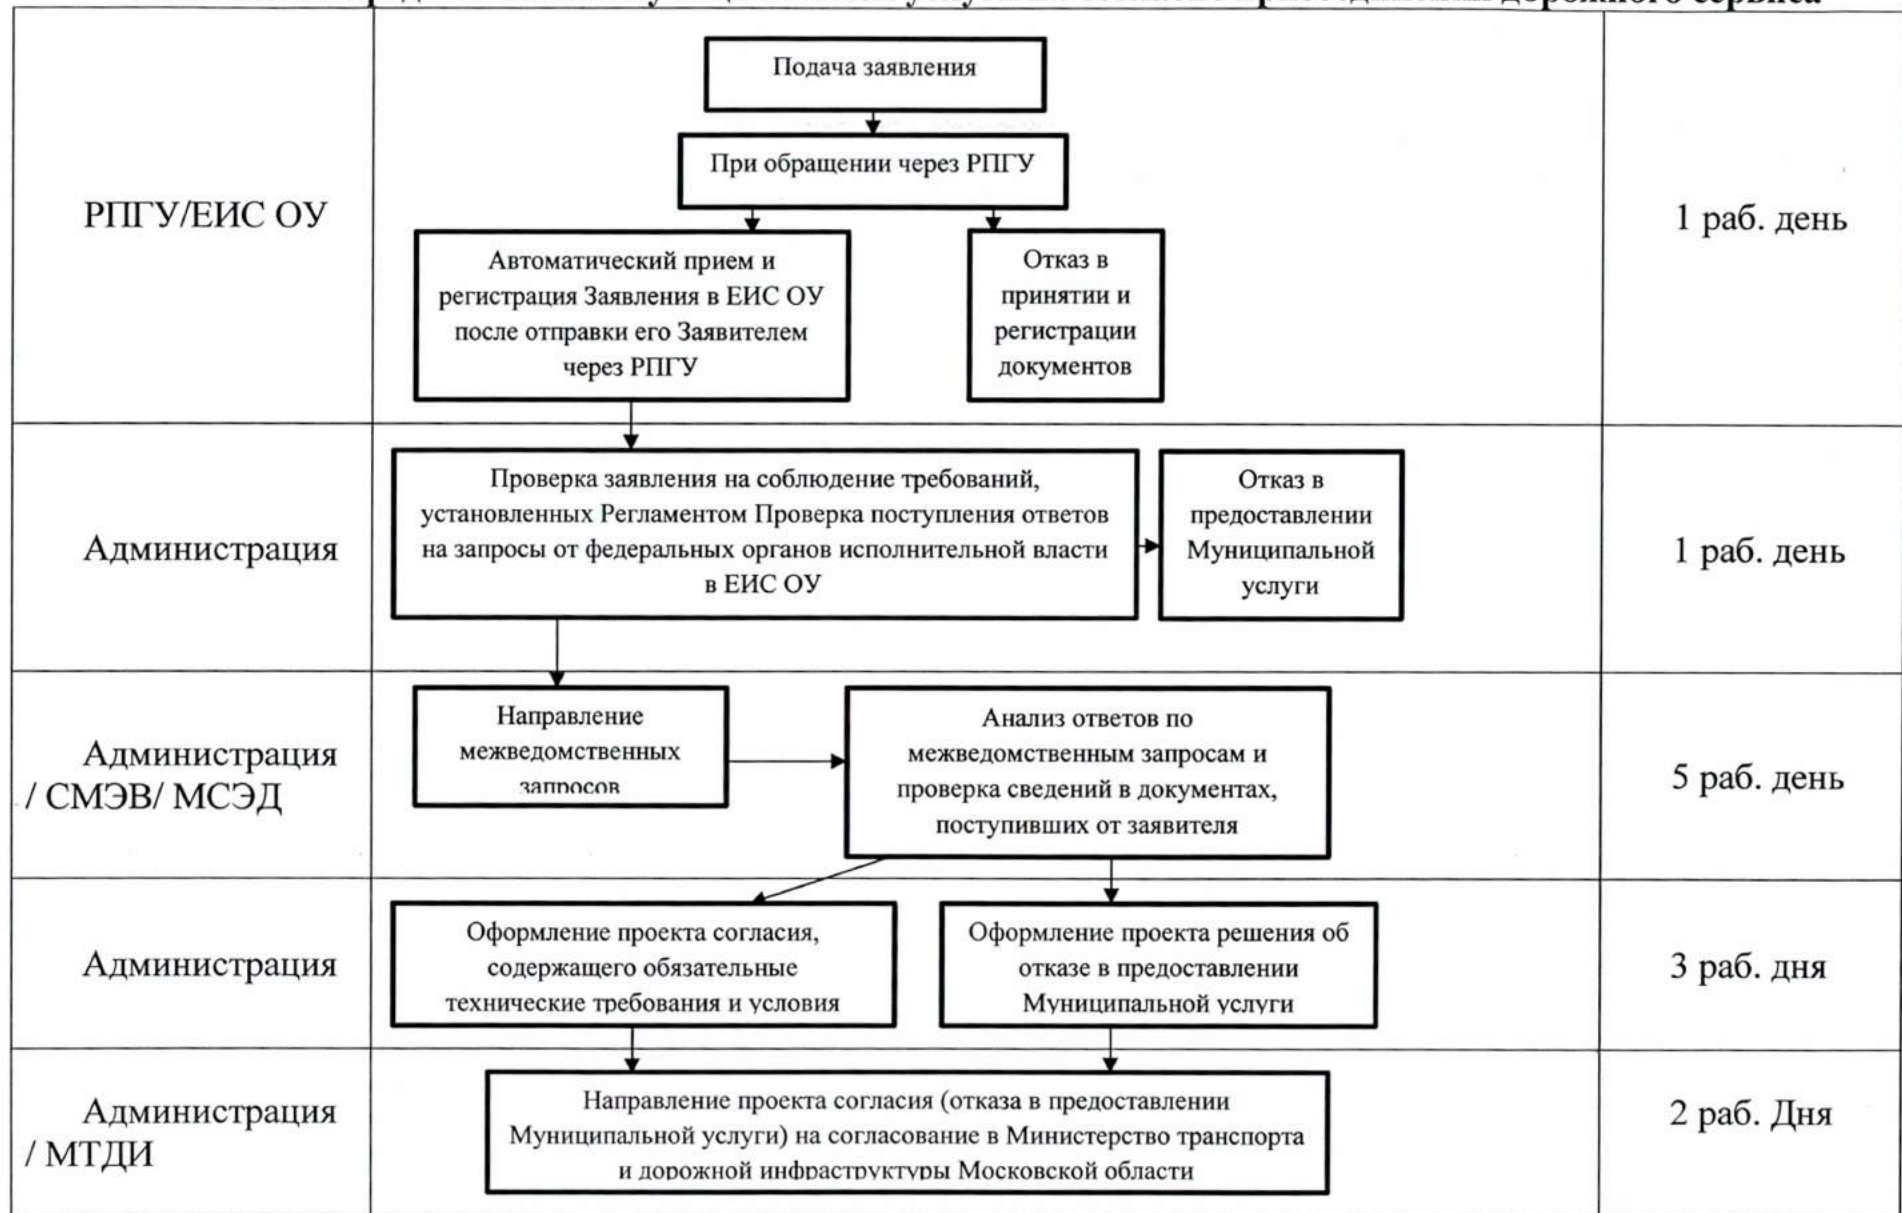 дорожного сервиса
Подача заявления
При обращении через РПГУ
РПГУ/ЕИС ОУ
1 раб. день
Автоматический прием и
регистрация Заявления в ЕИС ОУ
после отправки его Заявителем
через РПГУ
Отказ в
принятии и
регистрации
документов
Администрация
Проверка заявления на соблюдение требований,
установленных Регламентом Проверка поступления ответов
на запросы от федеральных органов исполнительной власти
в ЕИС ОУ
Отказ в
предоставлении
Муниципальной
услуги
1 раб. день
Администрация
/ СМЭВ/ МСЭД
Направление
межведомственных
запросов
Анализ ответов по
межведомственным запросам и
проверка сведений в документах,
поступивших от заявителя
5 раб. день
Администрация
Оформление проекта согласия,
содержащего обязательные
технические требования и условия
Оформление проекта решения об
отказе в предоставлении
Муниципальной услуги
3 раб. дня
Администрация
/ МТДИ
Направление проекта согласия (отказа в предоставлении
Муниципальной услуги) на согласование в Министерство транспорта
и дорожной инфраструктуры Московской области
2 раб. Дня